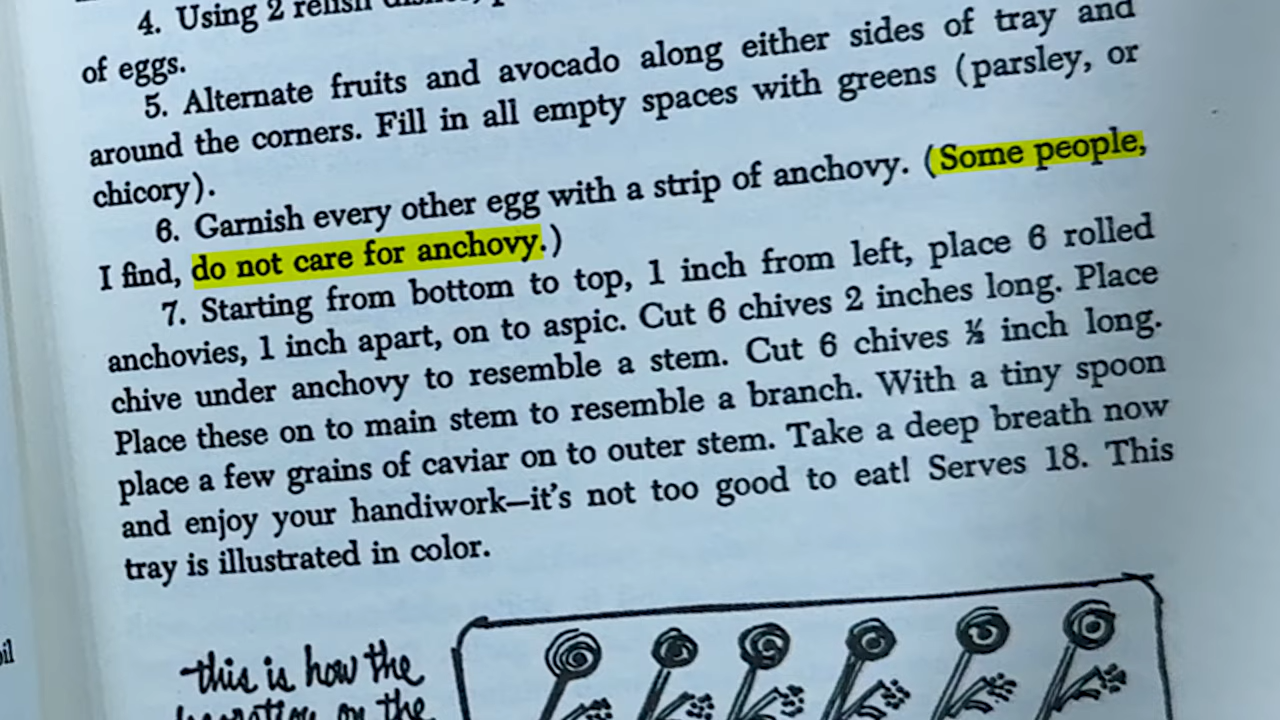 4. Using 2 relish
of eggs.
5. Alternate fruits and avocado along either sides of tray and
around the corners. Fill in all empty spaces with greens (parsley, or
chicory).
6. Garnish every other egg with a strip of anchovy. (Some people,
I find, do not care for anchovy.)
7. Starting from bottom to top, 1 inch from left, place 6 rolled
anchovies, 1 inch apart, on to aspic. Cut 6 chives 2 inches long. Place
chive under anchovy to resemble a stem. Cut 6 chives ½ inch long.
Place these on to main stem to resemble a branch. With a tiny spoon
place a few grains of caviar on to outer stem. Take a deep breath now
and enjoy your handiwork—it's not too good to eat! Serves 18. This
tray is illustrated in color.
this is how the
on the